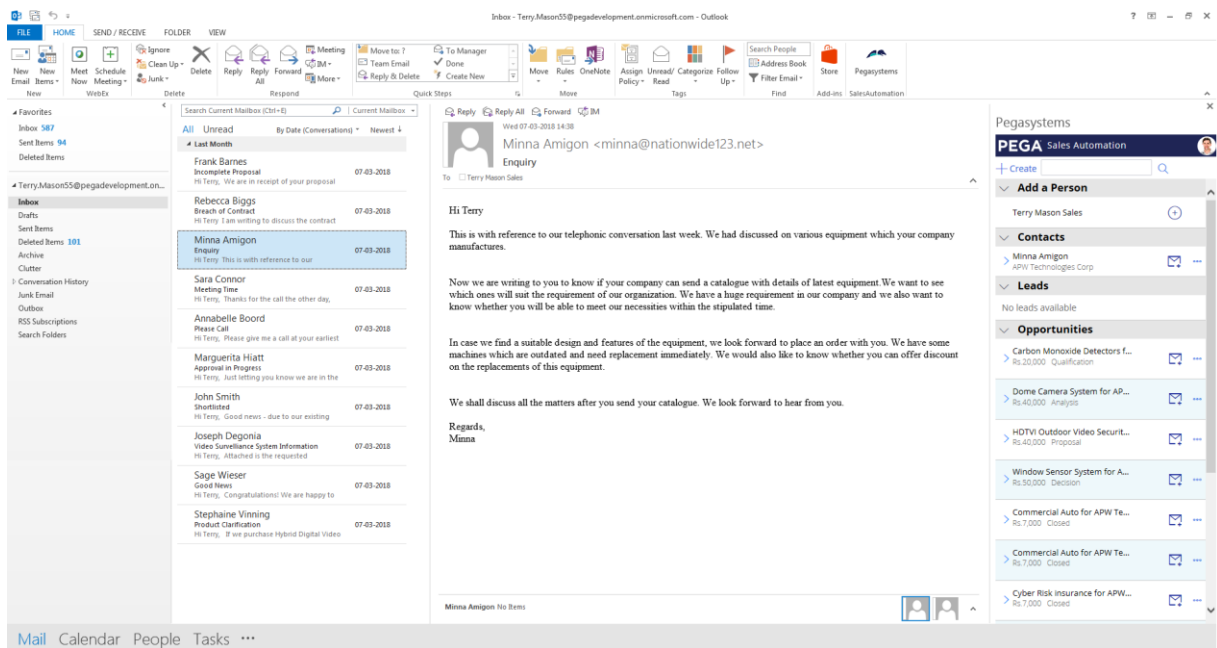 Inbox - Terry.Mason55@pegadevelopment.onmicrosoft.com - Outlook
FILE HOME SEND / RECEIVE FOLDER VIEW
New Email
New Items
New
Meet Now
Schedule Meeting
WebEx
Ignore
Clean Up
Junk
Delete
Delete
Reply
Reply All
Forward
Meeting
IM
More
Respond
Move to: ?
Team Email
Reply & Delete
To Manager
Done
Create New
Quick Steps
Move
Rules
OneNote
Move
Assign Policy
Unread/ Read
Categorize
Follow Up
Tags
Search People
Address Book
Filter Email
Find
Store
Add-ins
Pegasystems
SalesAutomation
Favorites
Inbox 587
Sent Items 94
Deleted Items
Terry.Mason55@pegadevelopment.on...
Inbox
Drafts
Sent Items
Deleted Items 101
Archive
Clutter
Conversation History
Junk Email
Outbox
RSS Subscriptions
Search Folders
Search Current Mailbox (Ctrl+E) Current Mailbox
All Unread By Date (Conversations) Newest ↓
Last Month
Frank Barnes
Incomplete Proposal 07-03-2018
Hi Terry, We are in receipt of your proposal
Rebecca Biggs
Breach of Contract 07-03-2018
Hi Terry I am writing to discuss the contract
Minna Amigon
Enquiry 07-03-2018
Hi Terry This is with reference to our
Sara Connor
Meeting Time 07-03-2018
Hi Terry, Thanks for the call the other day,
Annabelle Boord
Please Call 07-03-2018
Hi Terry, Please give me a call at your earliest
Marguerita Hiatt
Approval in Progress 07-03-2018
Hi Terry, Just letting you know we are in the
John Smith
Shortlisted 07-03-2018
Hi Terry, Good news - due to our existing
Joseph Degonia
Video Survelliance System Information 07-03-2018
Hi Terry, Attached is the requested
Sage Wieser
Good News 07-03-2018
Hi Terry, Congratulations! We are happy to
Stephaine Vinning
Product Clarification 07-03-2018
Hi Terry, If we purchase Hybrid Digital Video
Reply Reply All Forward IM
Wed 07-03-2018 14:38
Minna Amigon <minna@nationwide123.net>
Enquiry
To Terry Mason Sales
Hi Terry
This is with reference to our telephonic conversation last week. We had discussed on various equipment which your company
manufactures.
Now we are writing to you to know if your company can send a catalogue with details of latest equipment.We want to see
which ones will suit the requirement of our organization. We have a huge requirement in our company and we also want to
know whether you will be able to meet our necessities within the stipulated time.
In case we find a suitable design and features of the equipment, we look forward to place an order with you. We have some
machines which are outdated and need replacement immediately. We would also like to know whether you can offer discount
on the replacements of this equipment.
We shall discuss all the matters after you send your catalogue. We look forward to hear from you.
Regards,
Minna
Minna Amigon No Items
Pegasystems
PEGA Sales Automation
Create
Add a Person
Terry Mason Sales
Contacts
Minna Amigon
APW Technologies Corp
Leads
No leads available
Opportunities
Carbon Monoxide Detectors f...
Rs.20,000 Qualification
Dome Camera System for AP...
Rs.40,000 Analysis
HDTVI Outdoor Video Securit...
Rs.40,000 Proposal
Window Sensor System for A...
Rs.50,000 Decision
Commercial Auto for APW Te...
Rs.7,000 Closed
Commercial Auto for APW Te...
Rs.7,000 Closed
Cyber Risk insurance for APW...
Rs.7,000 Closed
Mail Calendar People Tasks ...